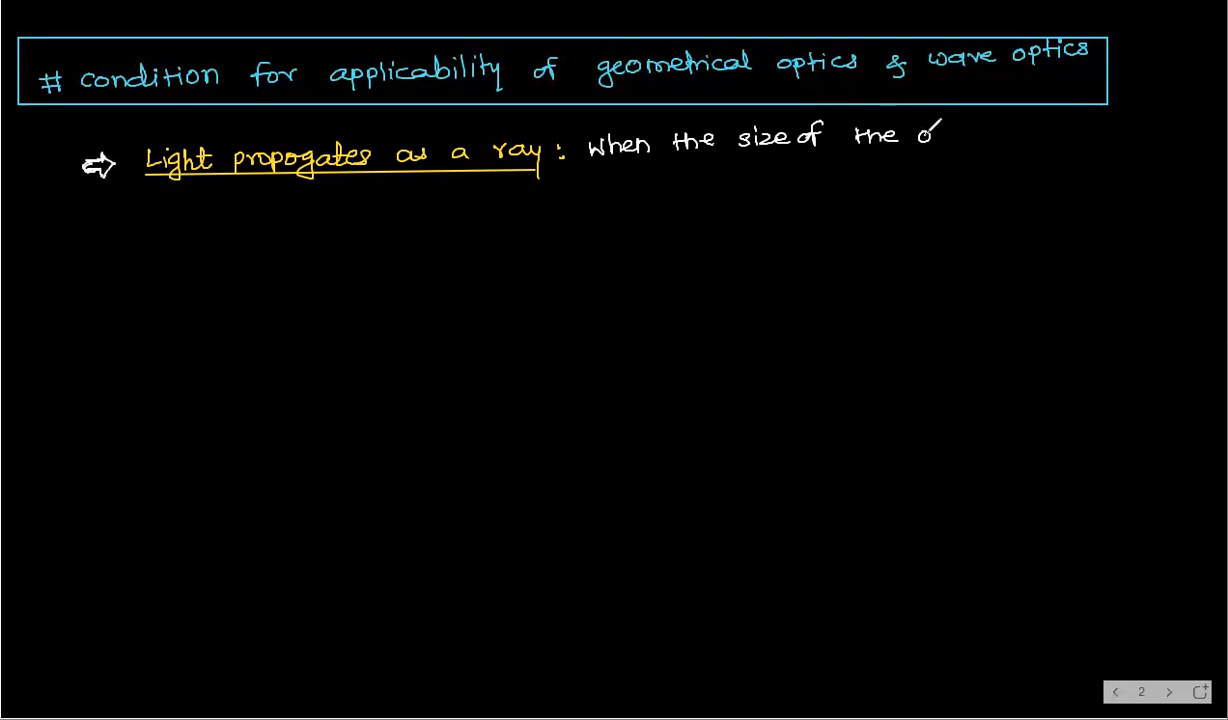 # condition for applicability of geometrical optics & wave optics
⇒ Light propogates as a ray : when the size of the o
2